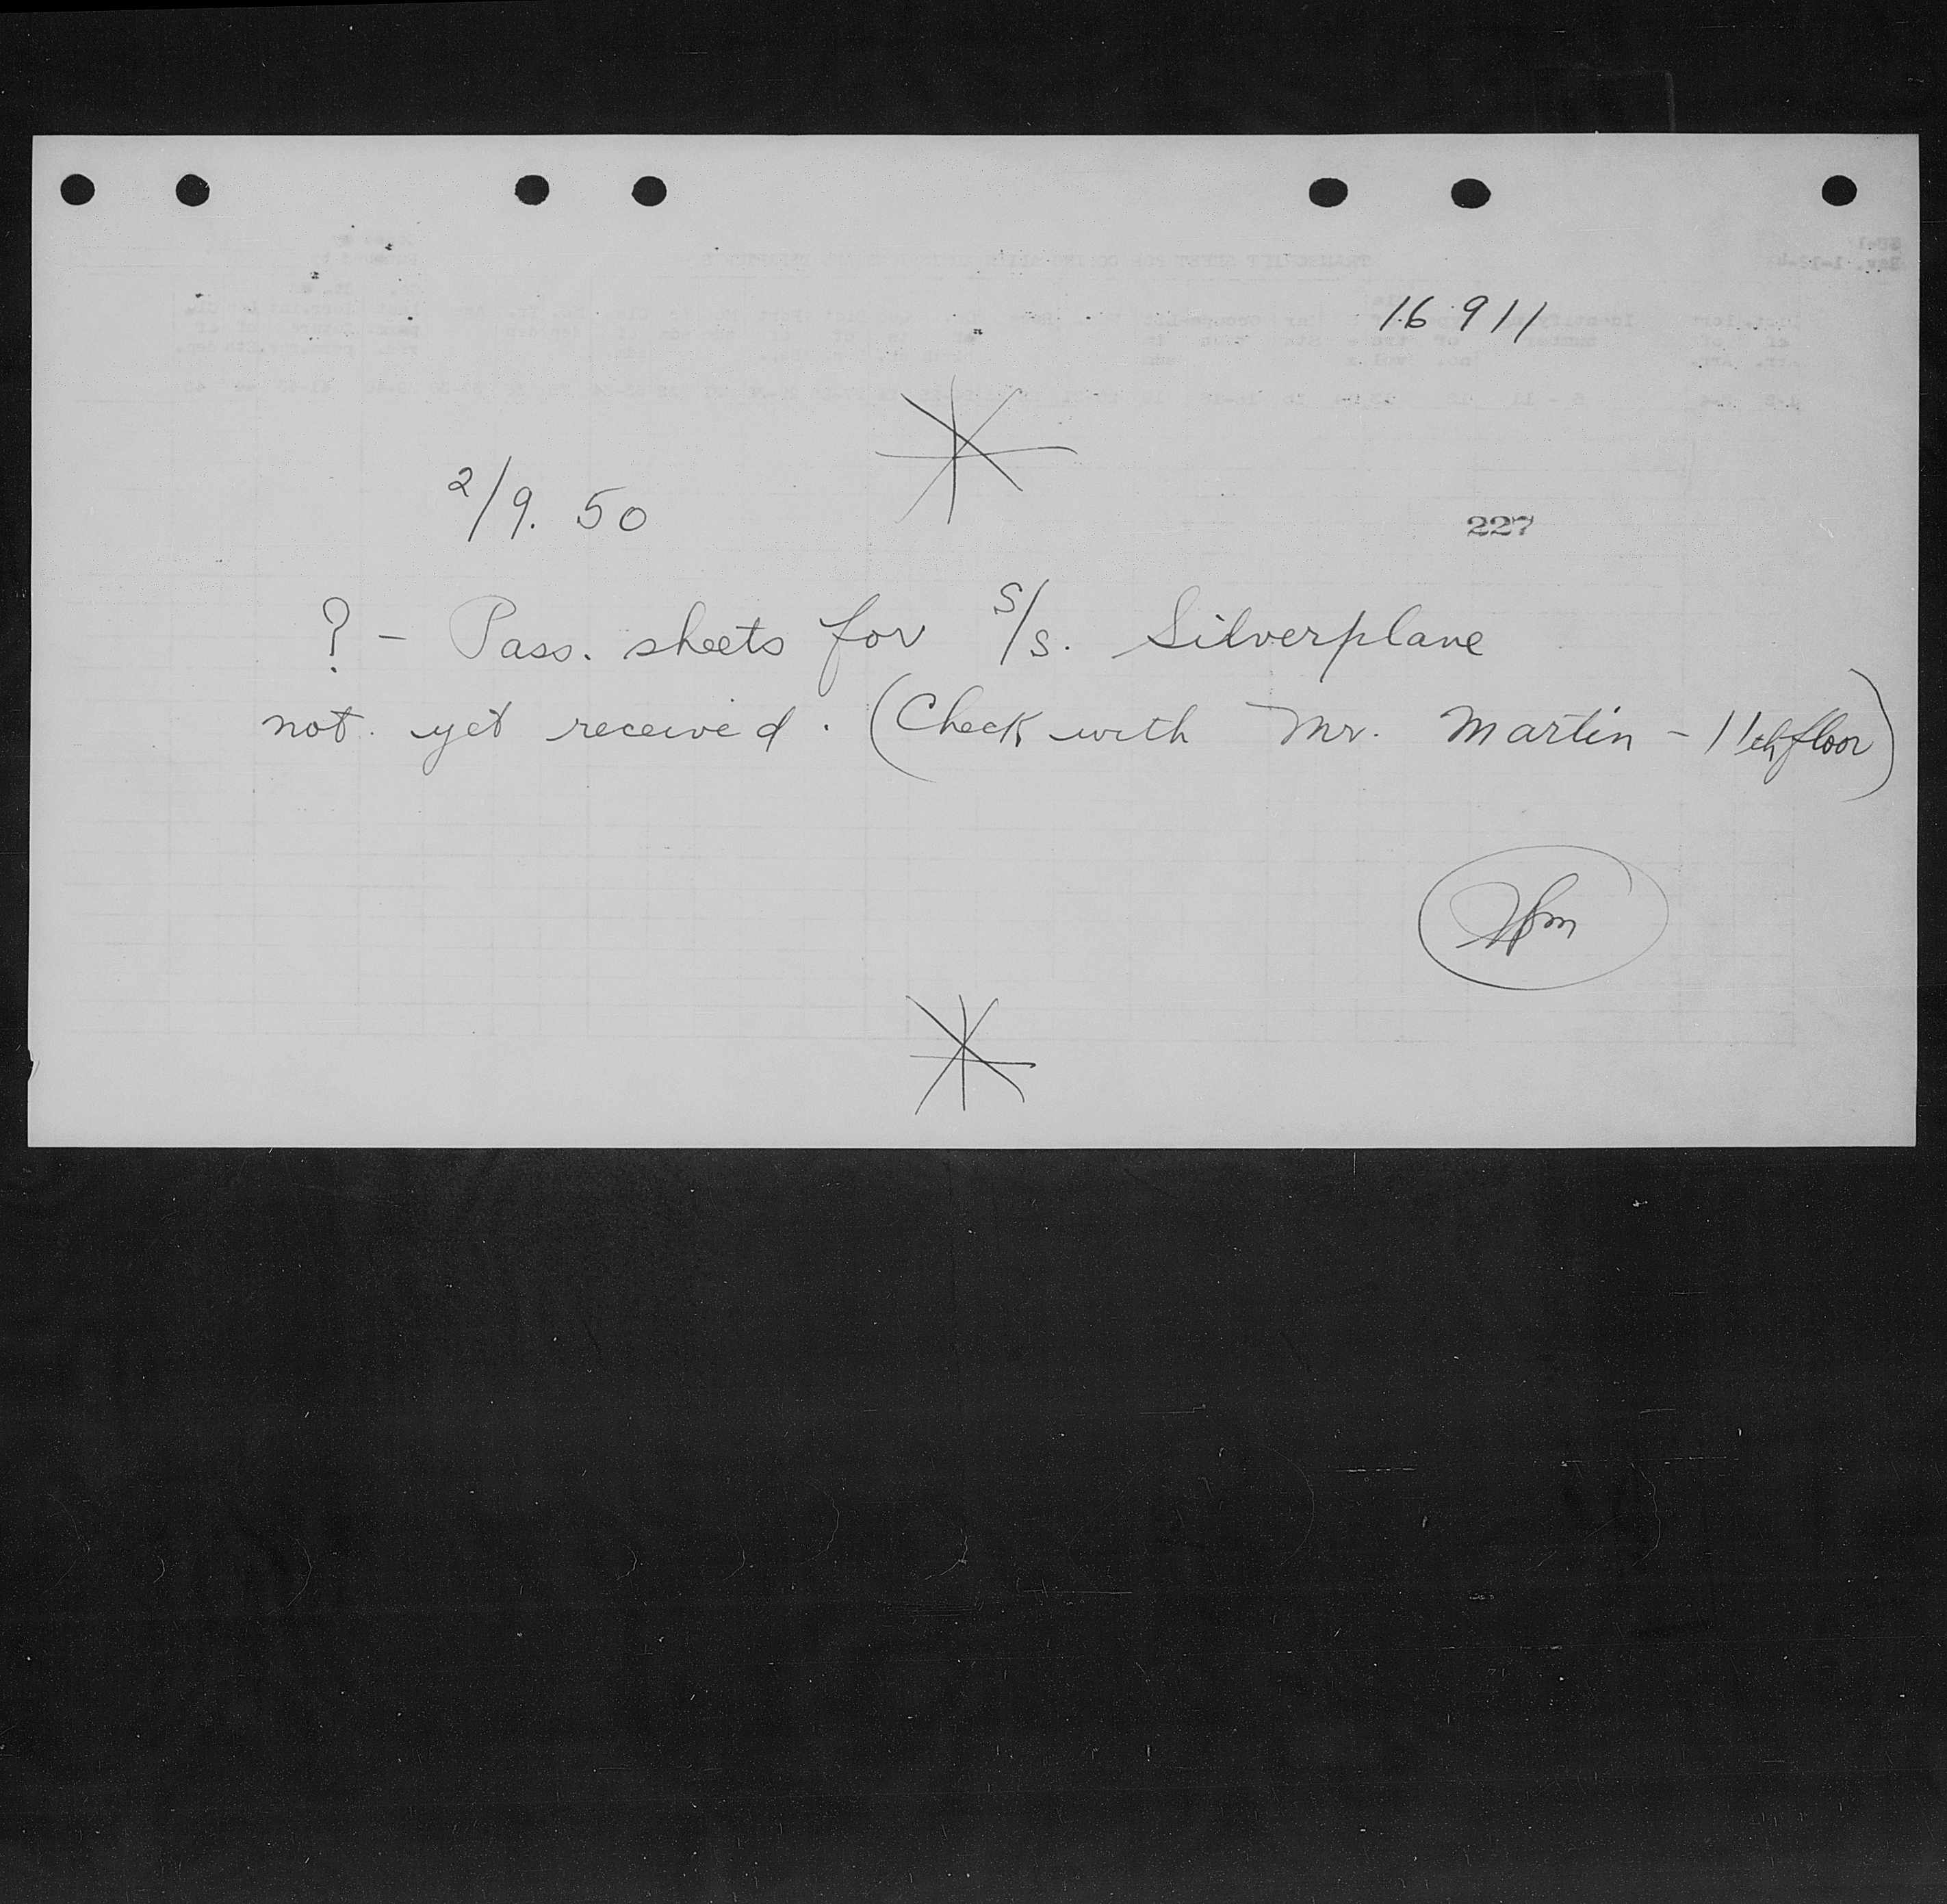 16911
2/9. 50
227
? - Pass. sheets for S/S. Silverplane
not yet received. (Check with Mr. Martin - 11th floor)